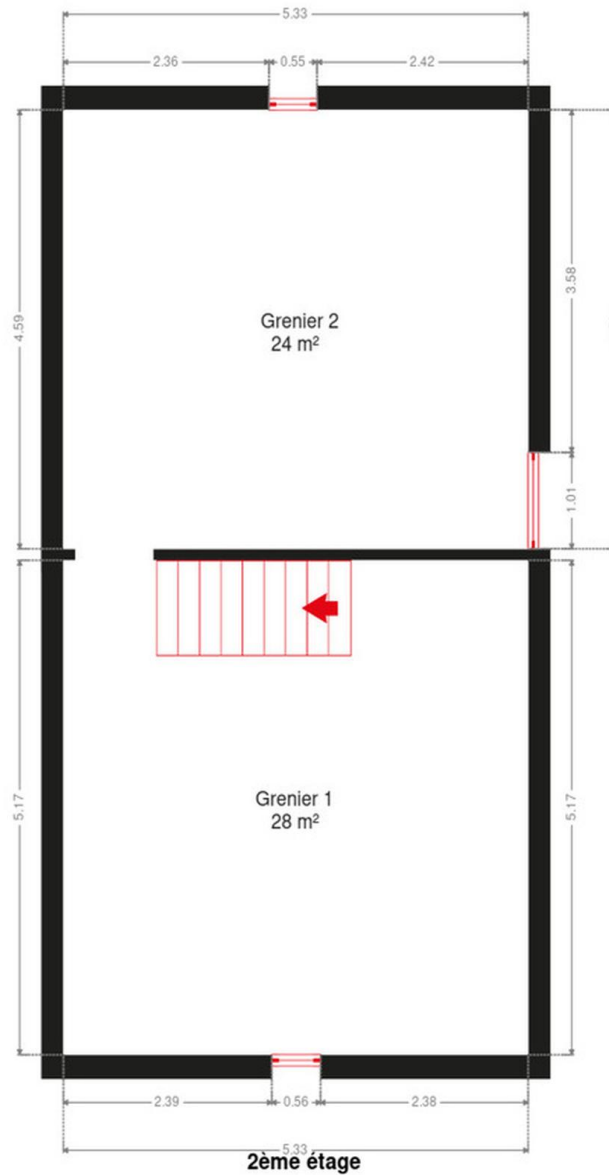 5.33
2.36
0.55
2.42
4.59
3.58
Grenier 2
24 m²
1.01
5.17
5.17
Grenier 1
28 m²
2.39
0.56
2.38
5.33
2ème étage